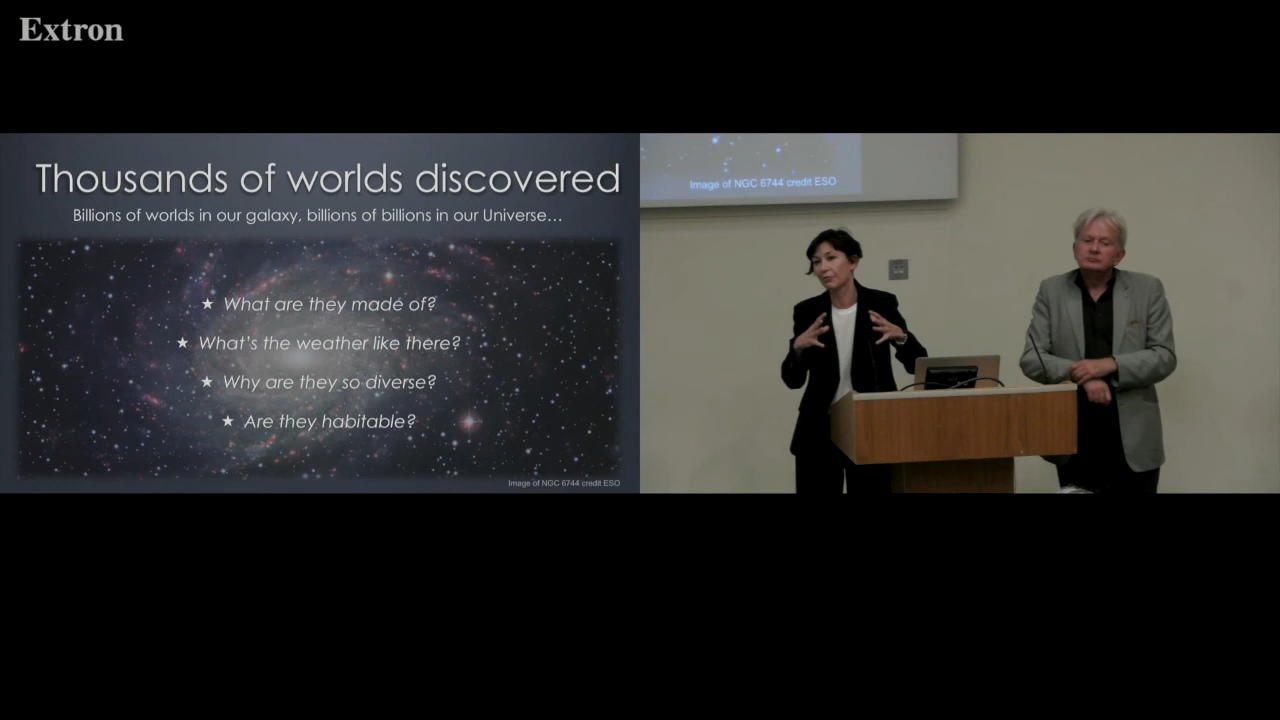 Extron
Thousands of worlds discovered
Billions of worlds in our galaxy, billions of billions in our Universe…
★ What are they made of?
★ What's the weather like there?
★ Why are they so diverse?
★ Are they habitable?
Image of NGC 6744 credit ESO
Image of NGC 6744 credit ESO